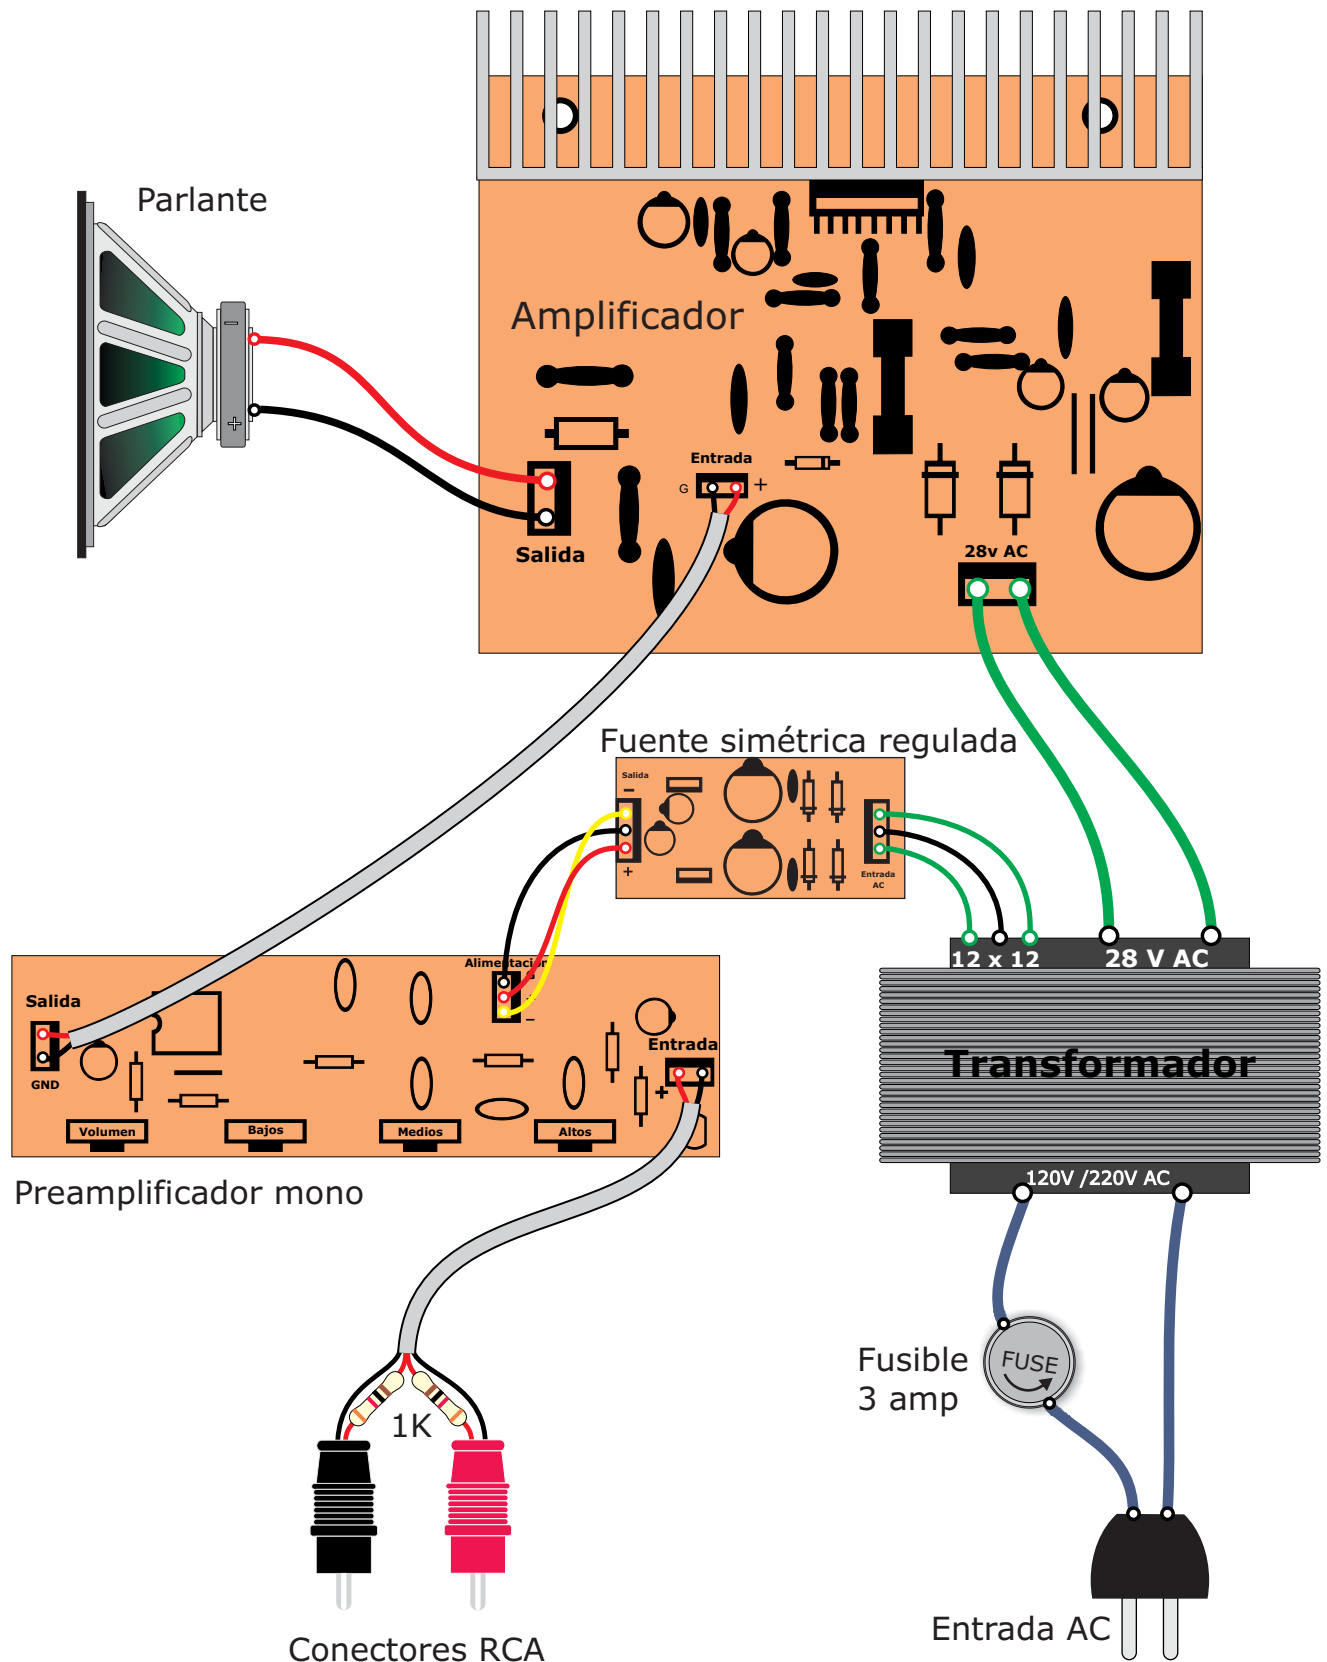 Parlante
−
+
Amplificador
Entrada
G +
Salida
28v AC
Fuente simétrica regulada
Salida
−
+
Entrada
AC
Alimentación
G
+
−
12 x 12
28 V AC
Salida
GND
Entrada
+
Transformador
Volumen
Bajos
Medios
Altos
120V /220V AC
Preamplificador mono
Fusible
3 amp
FUSE
1K
Entrada AC
Conectores RCA